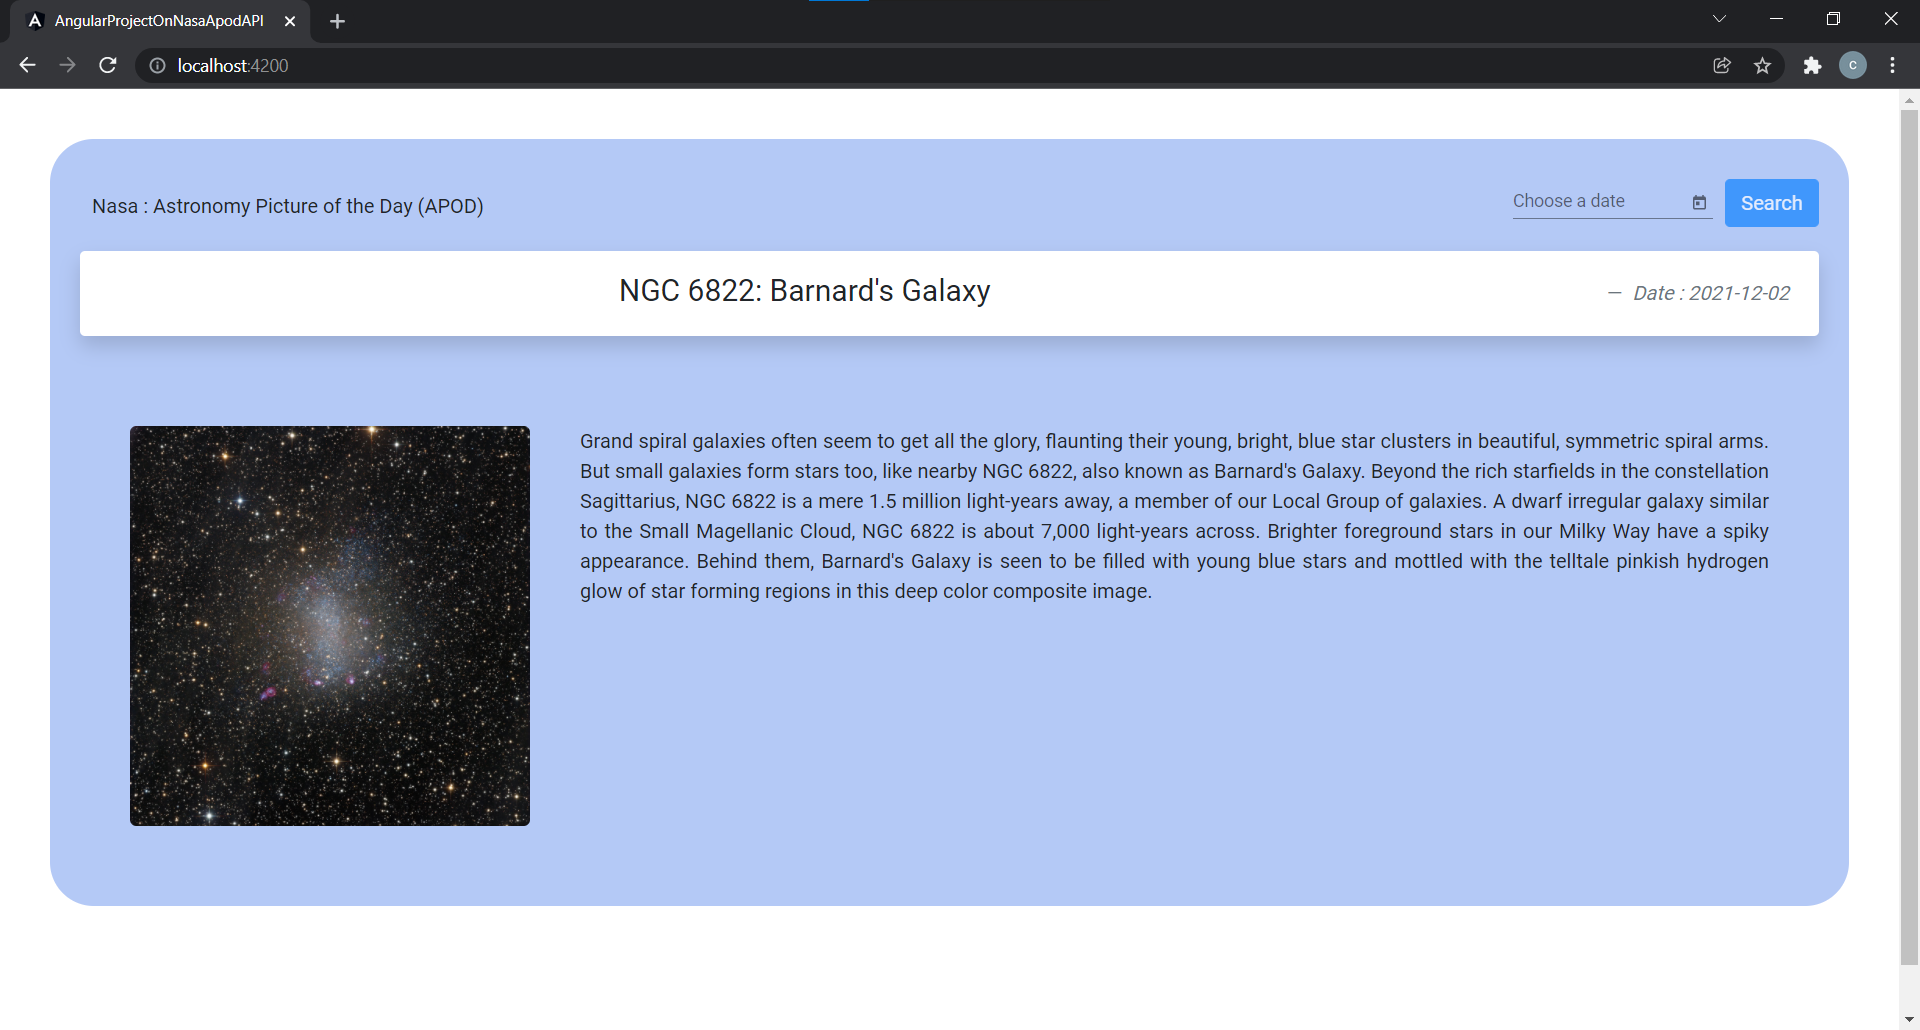 AngularProjectOnNasaApodAPI
localhost:4200
C
Nasa : Astronomy Picture of the Day (APOD)
Choose a date
Search
NGC 6822: Barnard's Galaxy
— Date : 2021-12-02
Grand spiral galaxies often seem to get all the glory, flaunting their young, bright, blue star clusters in beautiful, symmetric spiral arms.
But small galaxies form stars too, like nearby NGC 6822, also known as Barnard's Galaxy. Beyond the rich starfields in the constellation
Sagittarius, NGC 6822 is a mere 1.5 million light-years away, a member of our Local Group of galaxies. A dwarf irregular galaxy similar
to the Small Magellanic Cloud, NGC 6822 is about 7,000 light-years across. Brighter foreground stars in our Milky Way have a spiky
appearance. Behind them, Barnard's Galaxy is seen to be filled with young blue stars and mottled with the telltale pinkish hydrogen
glow of star forming regions in this deep color composite image.